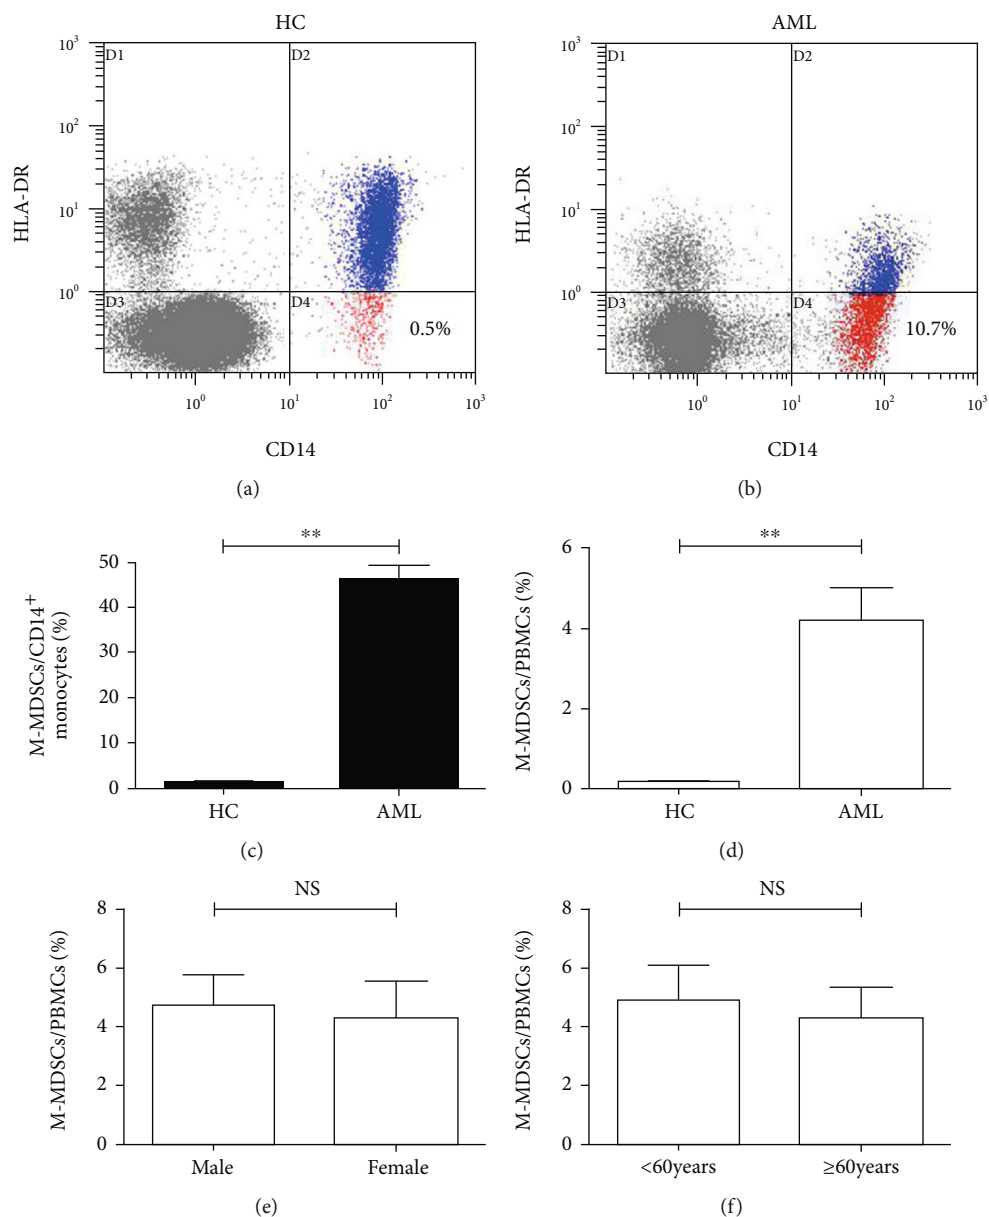 HC
10³
10²
10¹
10⁰
HLA-DR
D1
D2
D3
D4
0.5%
10⁰
10¹
10²
10³
CD14
(a)
AML
10³
10²
10¹
10⁰
HLA-DR
D1
D2
D3
D4
10.7%
10⁰
10¹
10²
10³
CD14
(b)
**
50
40
30
20
10
0
M-MDSCs/CD14⁺
monocytes (%)
HC
AML
(c)
**
6
4
2
0
M-MDSCs/PBMCs (%)
HC
AML
(d)
NS
8
6
4
2
0
M-MDSCs/PBMCs (%)
Male
Female
(e)
NS
8
6
4
2
0
M-MDSCs/PBMCs (%)
<60years
≥60years
(f)